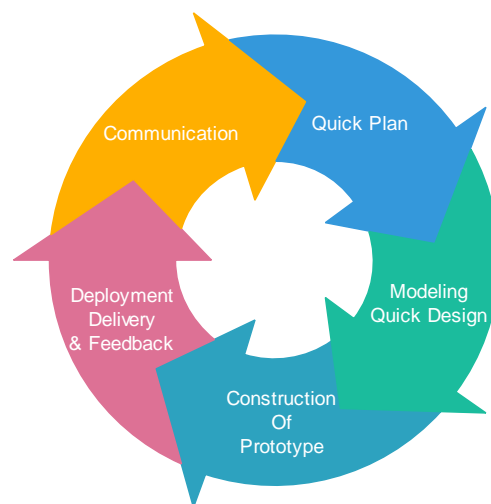 Communication
Quick Plan
Modeling
Quick Design
Construction
Of
Prototype
Deployment
Delivery
& Feedback